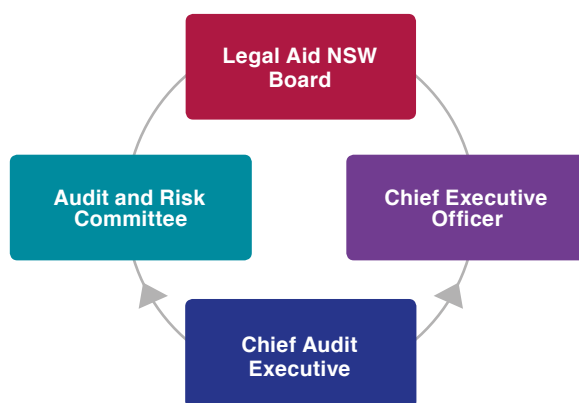 Legal Aid NSW
Board
Audit and Risk
Committee
Chief Executive
Officer
Chief Audit
Executive